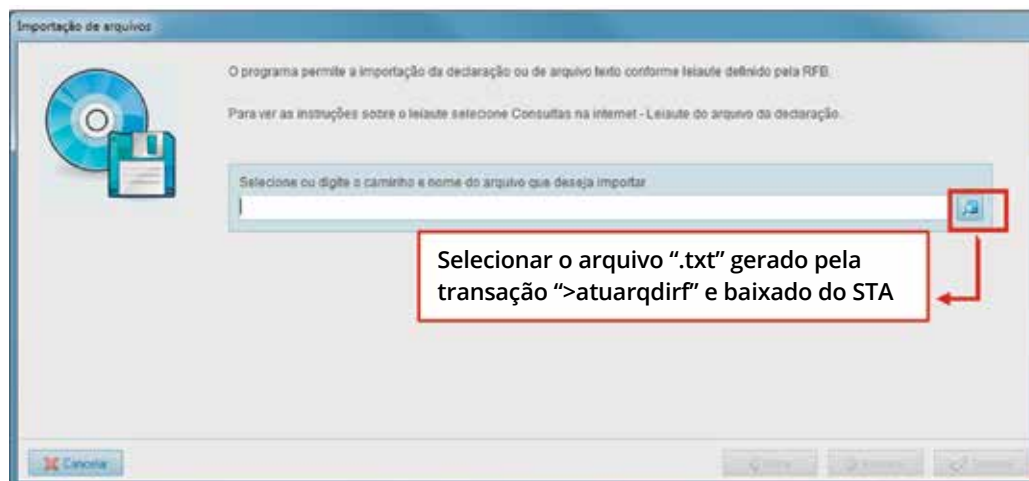 Importação de arquivos
O programa permite a importação da declaração ou de arquivo texto conforme leiaute definido pela RFB.
Para ver as instruções sobre o leiaute selecione Consultas na internet - Leiaute do arquivo da declaração.
Selecione ou digite o caminho e nome do arquivo que deseja importar
Selecionar o arquivo “.txt” gerado pela
transação “>atuarqdirf” e baixado do STA
Cancelar